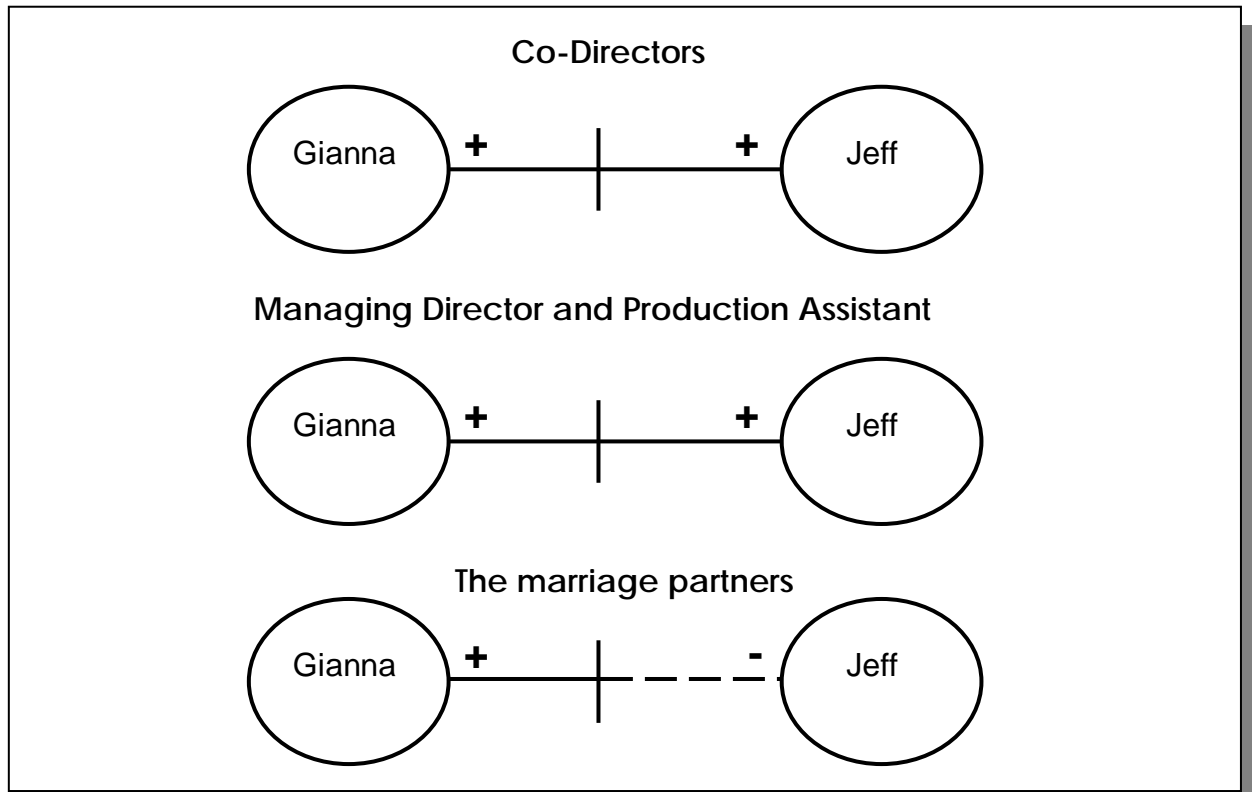 Co-Directors
Gianna + + Jeff
Managing Director and Production Assistant
Gianna + + Jeff
The marriage partners
Gianna + - Jeff